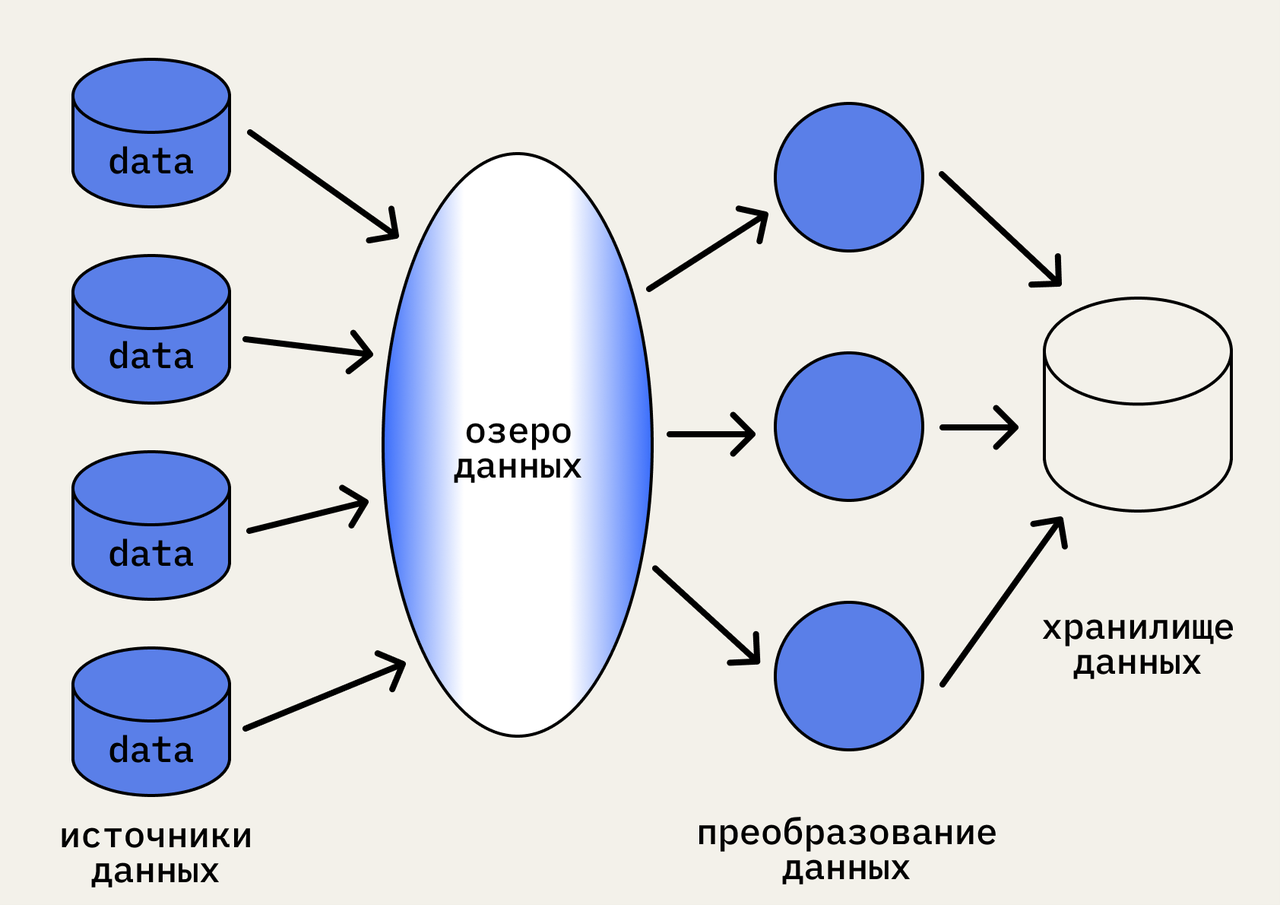 data
data
data
data
источники
данных
озеро
данных
преобразование
данных
хранилище
данных